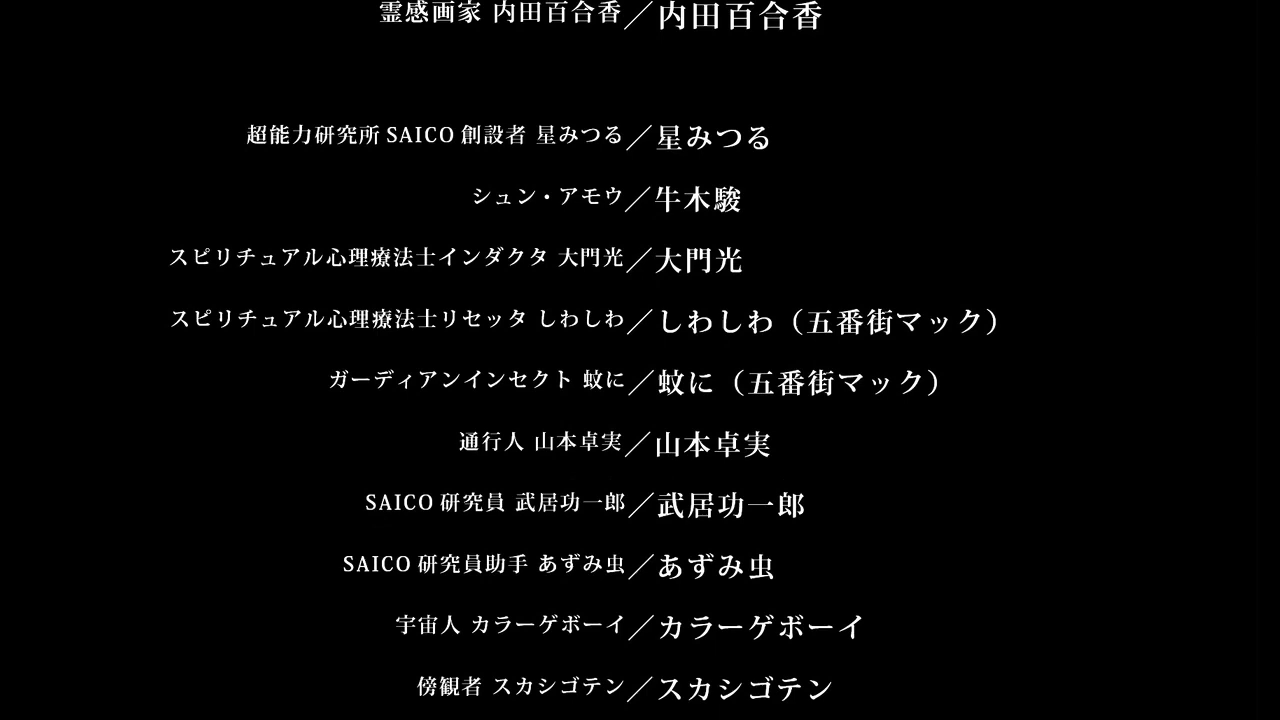 霊感画家 内田百合香／内田百合香
超能力研究所 SAICO 創設者 星みつる／星みつる
シュン・アモウ／牛木駿
スピリチュアル心理療法士インダクタ 大門光／大門光
スピリチュアル心理療法士リセッタ しわしわ／しわしわ（五番街マック）
ガーディアンインセクト 蚊に／蚊に（五番街マック）
通行人 山本卓実／山本卓実
SAICO 研究員 武居功一郎／武居功一郎
SAICO 研究員助手 あずみ虫／あずみ虫
宇宙人 カラーゲボーイ／カラーゲボーイ
傍観者 スカシゴテン／スカシゴテン